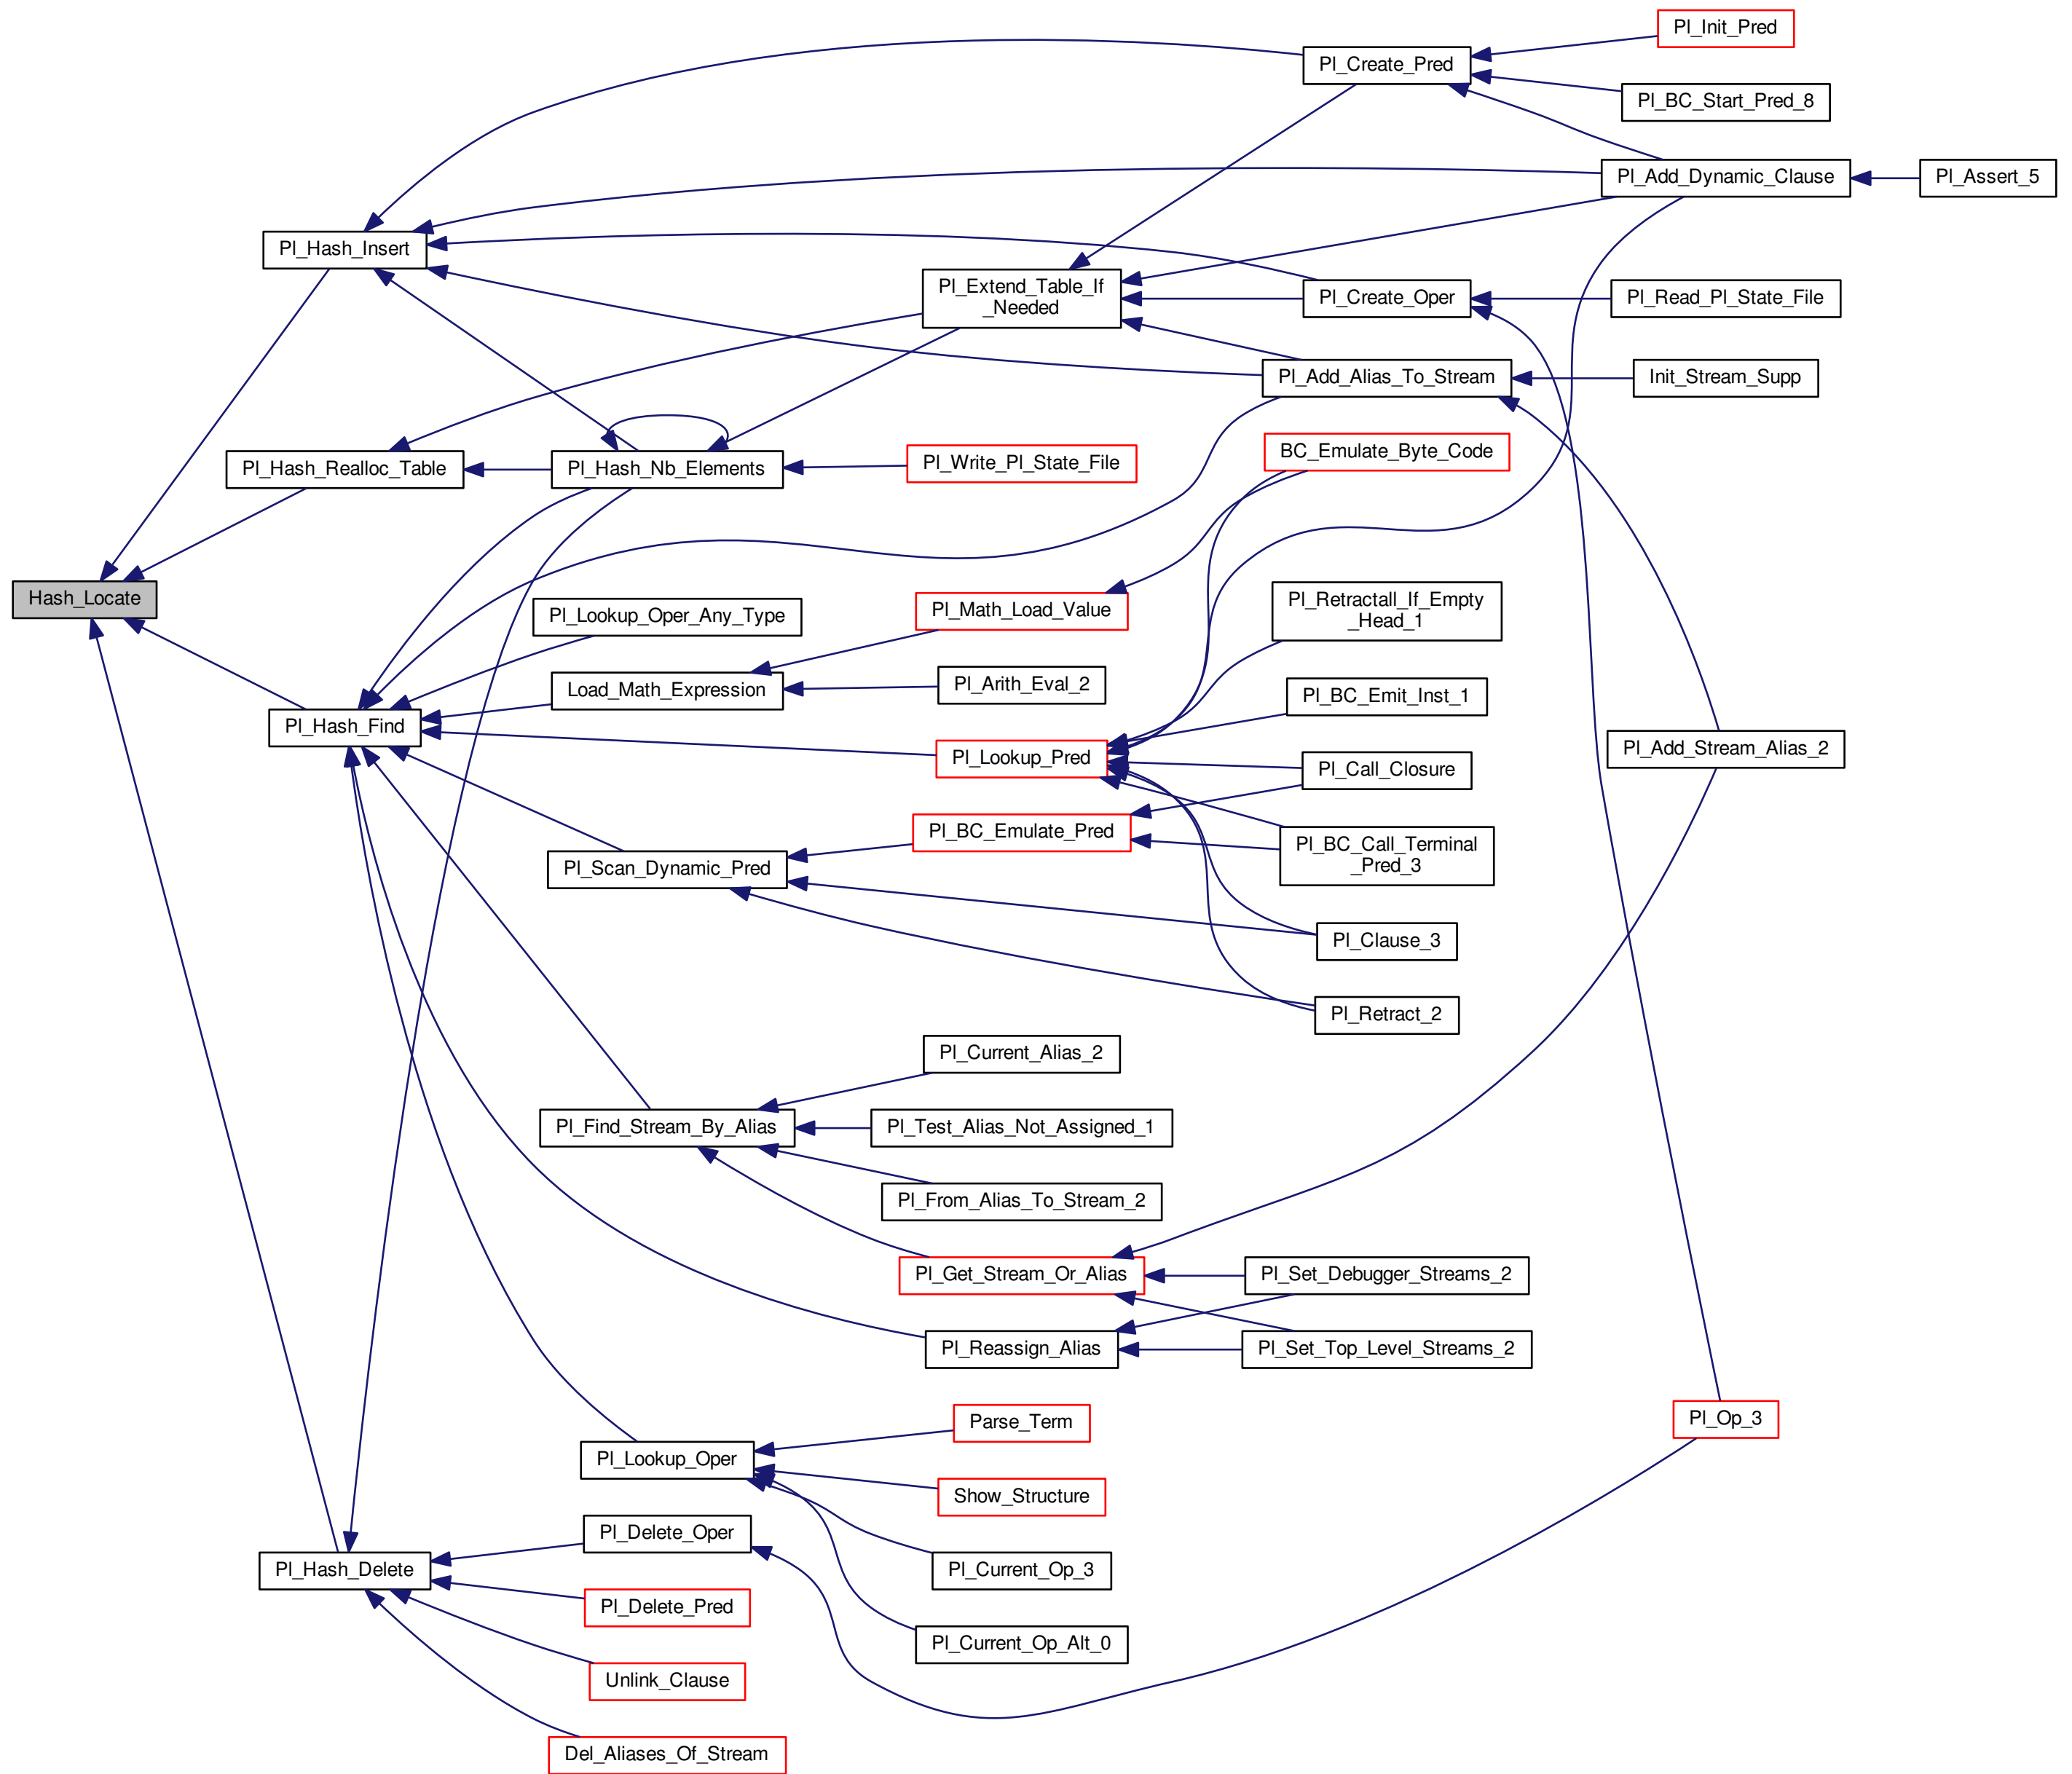 Pl_Init_Pred
Pl_Create_Pred
Pl_BC_Start_Pred_8
Pl_Add_Dynamic_Clause
Pl_Assert_5
Pl_Hash_Insert
Pl_Extend_Table_If
_Needed
Pl_Create_Oper
Pl_Read_Pl_State_File
Pl_Add_Alias_To_Stream
Init_Stream_Supp
BC_Emulate_Byte_Code
Pl_Hash_Realloc_Table
Pl_Hash_Nb_Elements
Pl_Write_Pl_State_File
Hash_Locate
Pl_Lookup_Oper_Any_Type
Pl_Math_Load_Value
Pl_Retractall_If_Empty
_Head_1
Load_Math_Expression
Pl_Arith_Eval_2
Pl_BC_Emit_Inst_1
Pl_Hash_Find
Pl_Lookup_Pred
Pl_Call_Closure
Pl_Add_Stream_Alias_2
Pl_BC_Emulate_Pred
Pl_BC_Call_Terminal
_Pred_3
Pl_Scan_Dynamic_Pred
Pl_Clause_3
Pl_Retract_2
Pl_Current_Alias_2
Pl_Find_Stream_By_Alias
Pl_Test_Alias_Not_Assigned_1
Pl_From_Alias_To_Stream_2
Pl_Get_Stream_Or_Alias
Pl_Set_Debugger_Streams_2
Pl_Reassign_Alias
Pl_Set_Top_Level_Streams_2
Parse_Term
Pl_Op_3
Pl_Lookup_Oper
Show_Structure
Pl_Delete_Oper
Pl_Hash_Delete
Pl_Current_Op_3
Pl_Delete_Pred
Pl_Current_Op_Alt_0
Unlink_Clause
Del_Aliases_Of_Stream